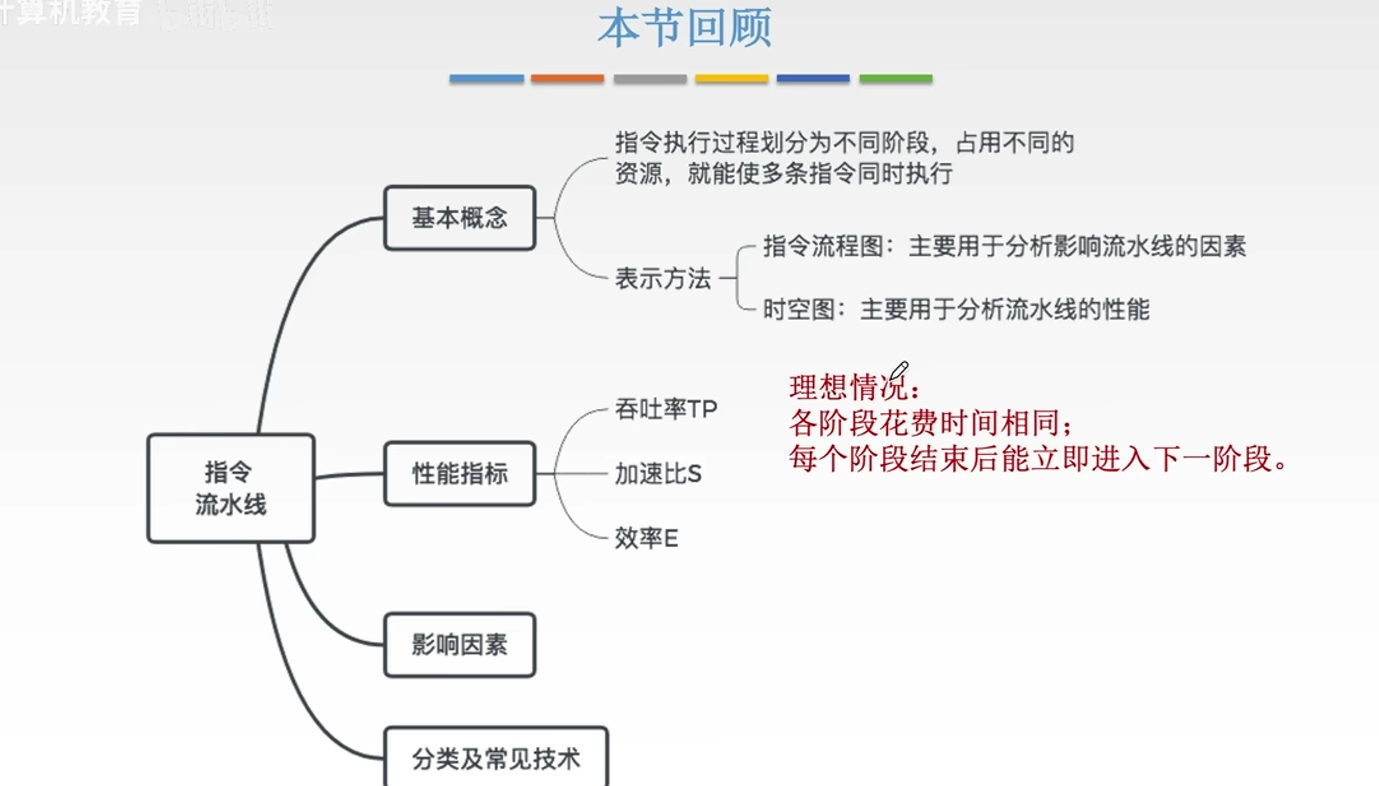 计算机教育
本节回顾
指令执行过程划分为不同阶段，占用不同的
资源，就能使多条指令同时执行
基本概念
指令流程图：主要用于分析影响流水线的因素
表示方法
时空图：主要用于分析流水线的性能
理想情况：
各阶段花费时间相同；
每个阶段结束后能立即进入下一阶段。
吞吐率TP
性能指标
加速比S
效率E
指令
流水线
影响因素
分类及常见技术